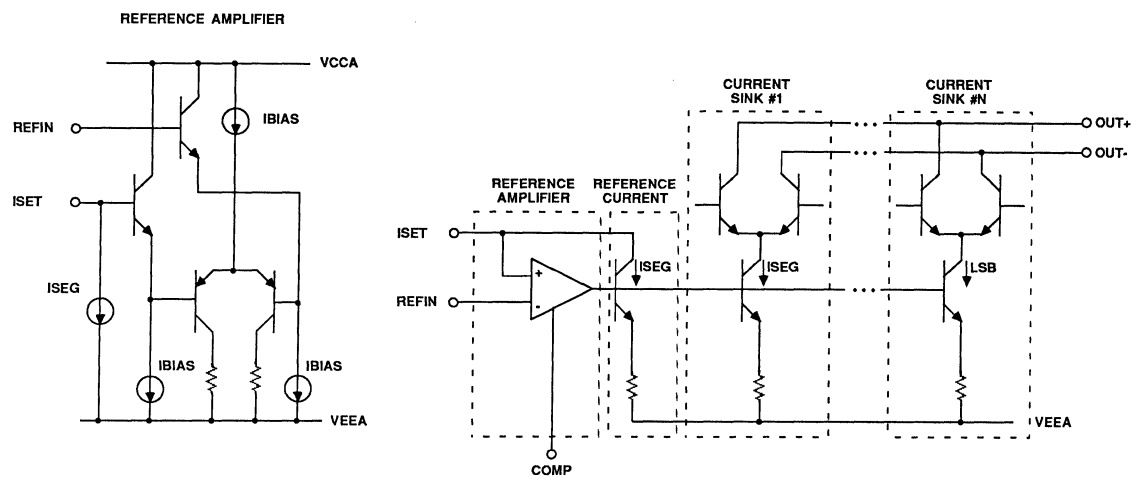 REFERENCE AMPLIFIER
VCCA
REFIN
IBIAS
ISET
ISEG
IBIAS
IBIAS
VEEA
CURRENT
SINK #1
CURRENT
SINK #N
OUT+
OUT-
REFERENCE
AMPLIFIER
REFERENCE
CURRENT
ISET
+
ISEG
ISEG
LSB
REFIN
-
VEEA
COMP